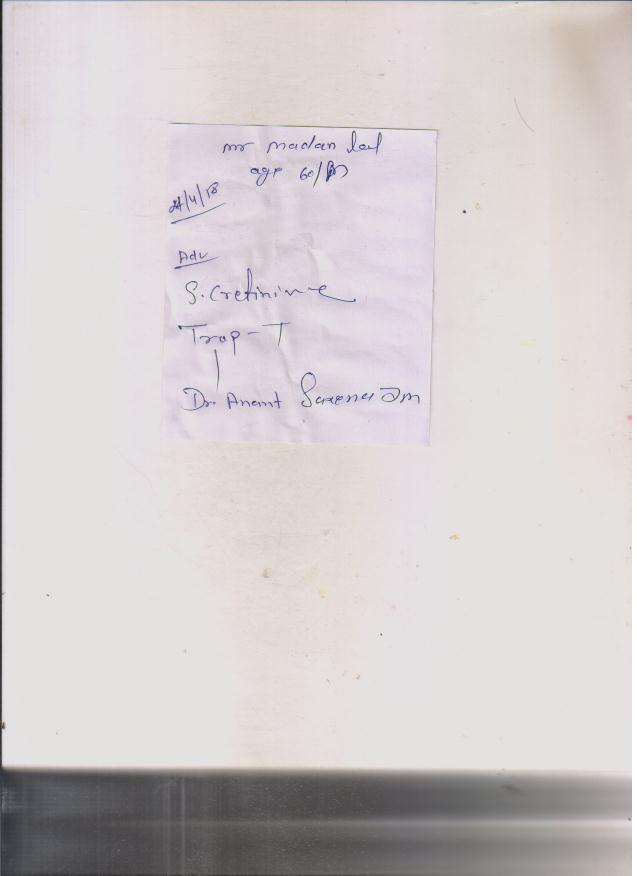 mr madan lal
age 60/M
24/4/18
Adv
S. Cretinine
Trop-T
Dr. Anant Saxena